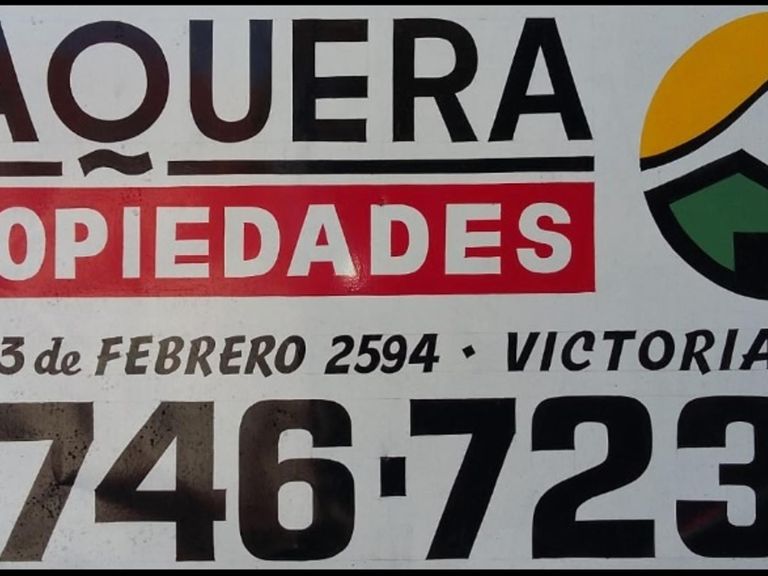 AQUERA
OPIEDADES
3 de FEBRERO 2594 · VICTORIA
746·723